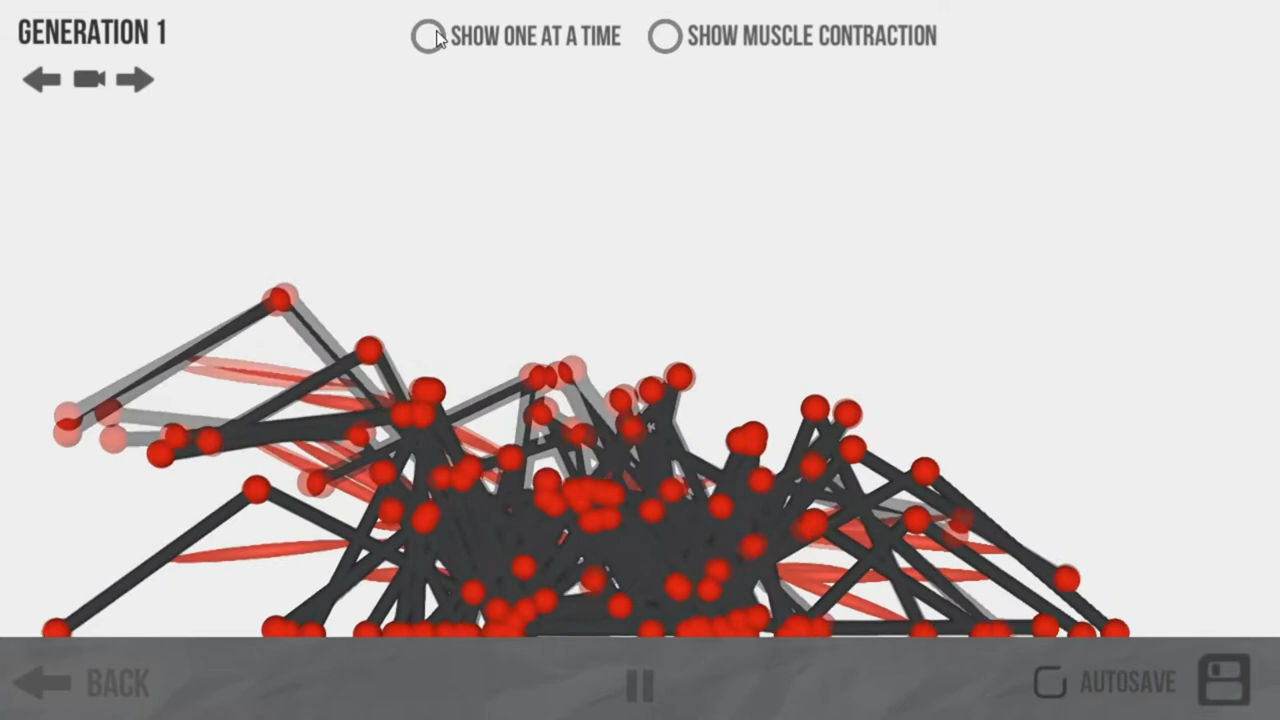 GENERATION 1
SHOW ONE AT A TIME
SHOW MUSCLE CONTRACTION
BACK
AUTOSAVE